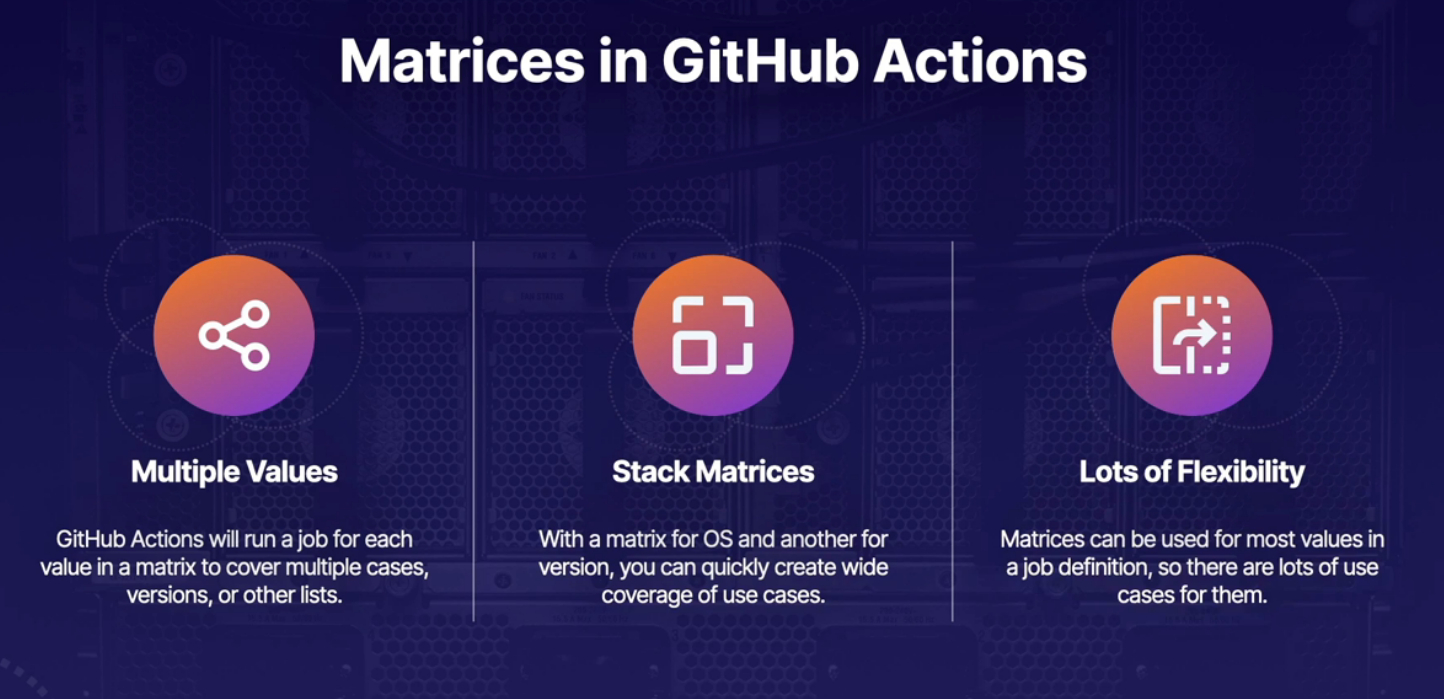 Matrices in GitHub Actions
Multiple Values
GitHub Actions will run a job for each
value in a matrix to cover multiple cases,
versions, or other lists.
Stack Matrices
With a matrix for OS and another for
version, you can quickly create wide
coverage of use cases.
Lots of Flexibility
Matrices can be used for most values in
a job definition, so there are lots of use
cases for them.